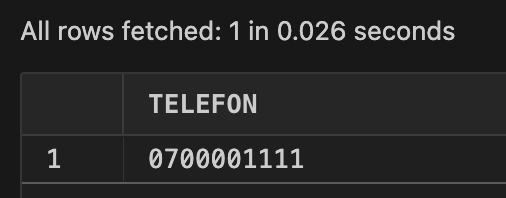 All rows fetched: 1 in 0.026 seconds
TELEFON
1 0700001111